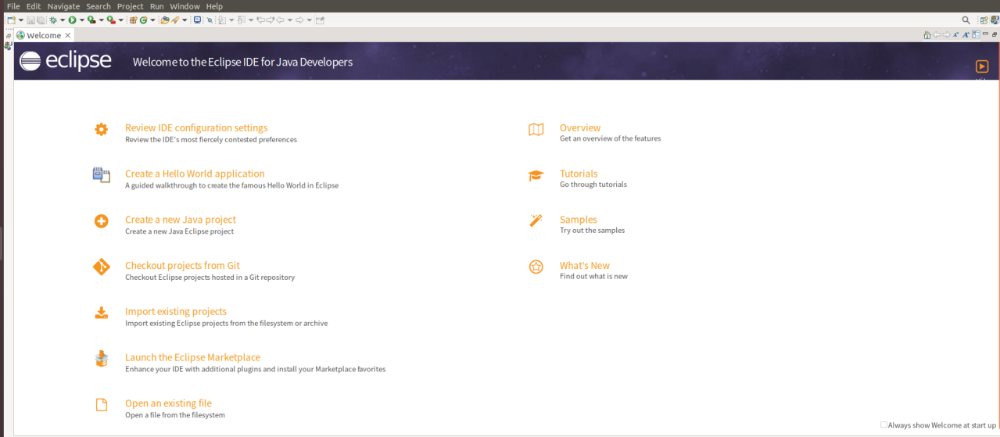 File Edit Navigate Search Project Run Window Help
Welcome
eclipse
Welcome to the Eclipse IDE for Java Developers
Review IDE configuration settings
Review the IDE's most fiercely contested preferences
Create a Hello World application
A guided walkthrough to create the famous Hello World in Eclipse
Create a new Java project
Create a new Java Eclipse project
Checkout projects from Git
Checkout Eclipse projects hosted in a Git repository
Import existing projects
Import existing Eclipse projects from the filesystem or archive
Launch the Eclipse Marketplace
Enhance your IDE with additional plugins and install your Marketplace favorites
Open an existing file
Open a file from the filesystem
Overview
Get an overview of the features
Tutorials
Go through tutorials
Samples
Try out the samples
What's New
Find out what is new
Always show Welcome at start up